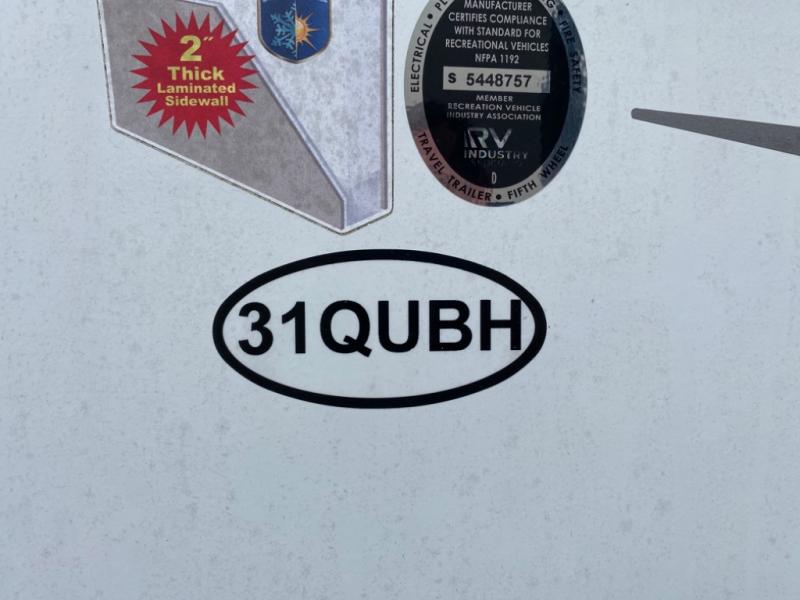 2"
Thick
Laminated
Sidewall
MANUFACTURER
CERTIFIES COMPLIANCE
WITH STANDARD FOR
RECREATIONAL VEHICLES
NFPA 1192
S 5448757
MEMBER
RECREATION VEHICLE
INDUSTRY ASSOCIATION
RV
INDUSTRY
D
ELECTRICAL •
• FIRE SAFETY
TRAVEL TRAILER • FIFTH WHEEL
31QUBH